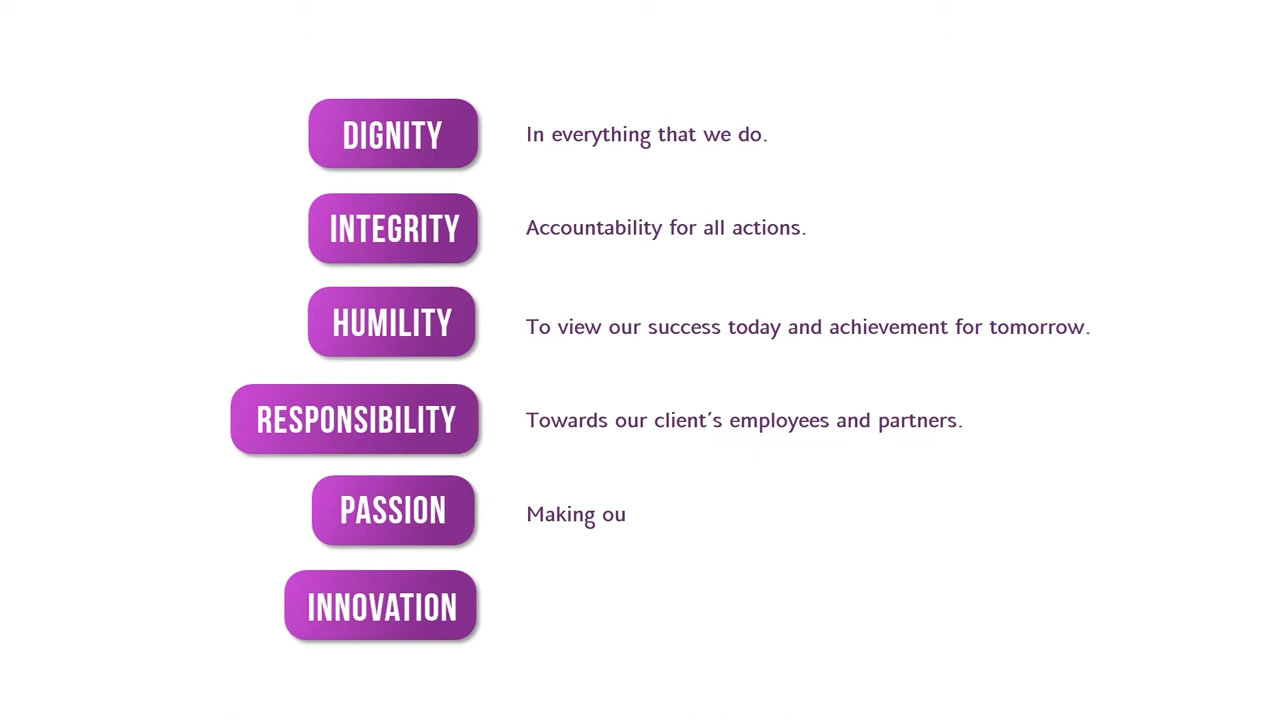 DIGNITY In everything that we do.
INTEGRITY Accountability for all actions.
HUMILITY To view our success today and achievement for tomorrow.
RESPONSIBILITY Towards our client's employees and partners.
PASSION Making ou
INNOVATION